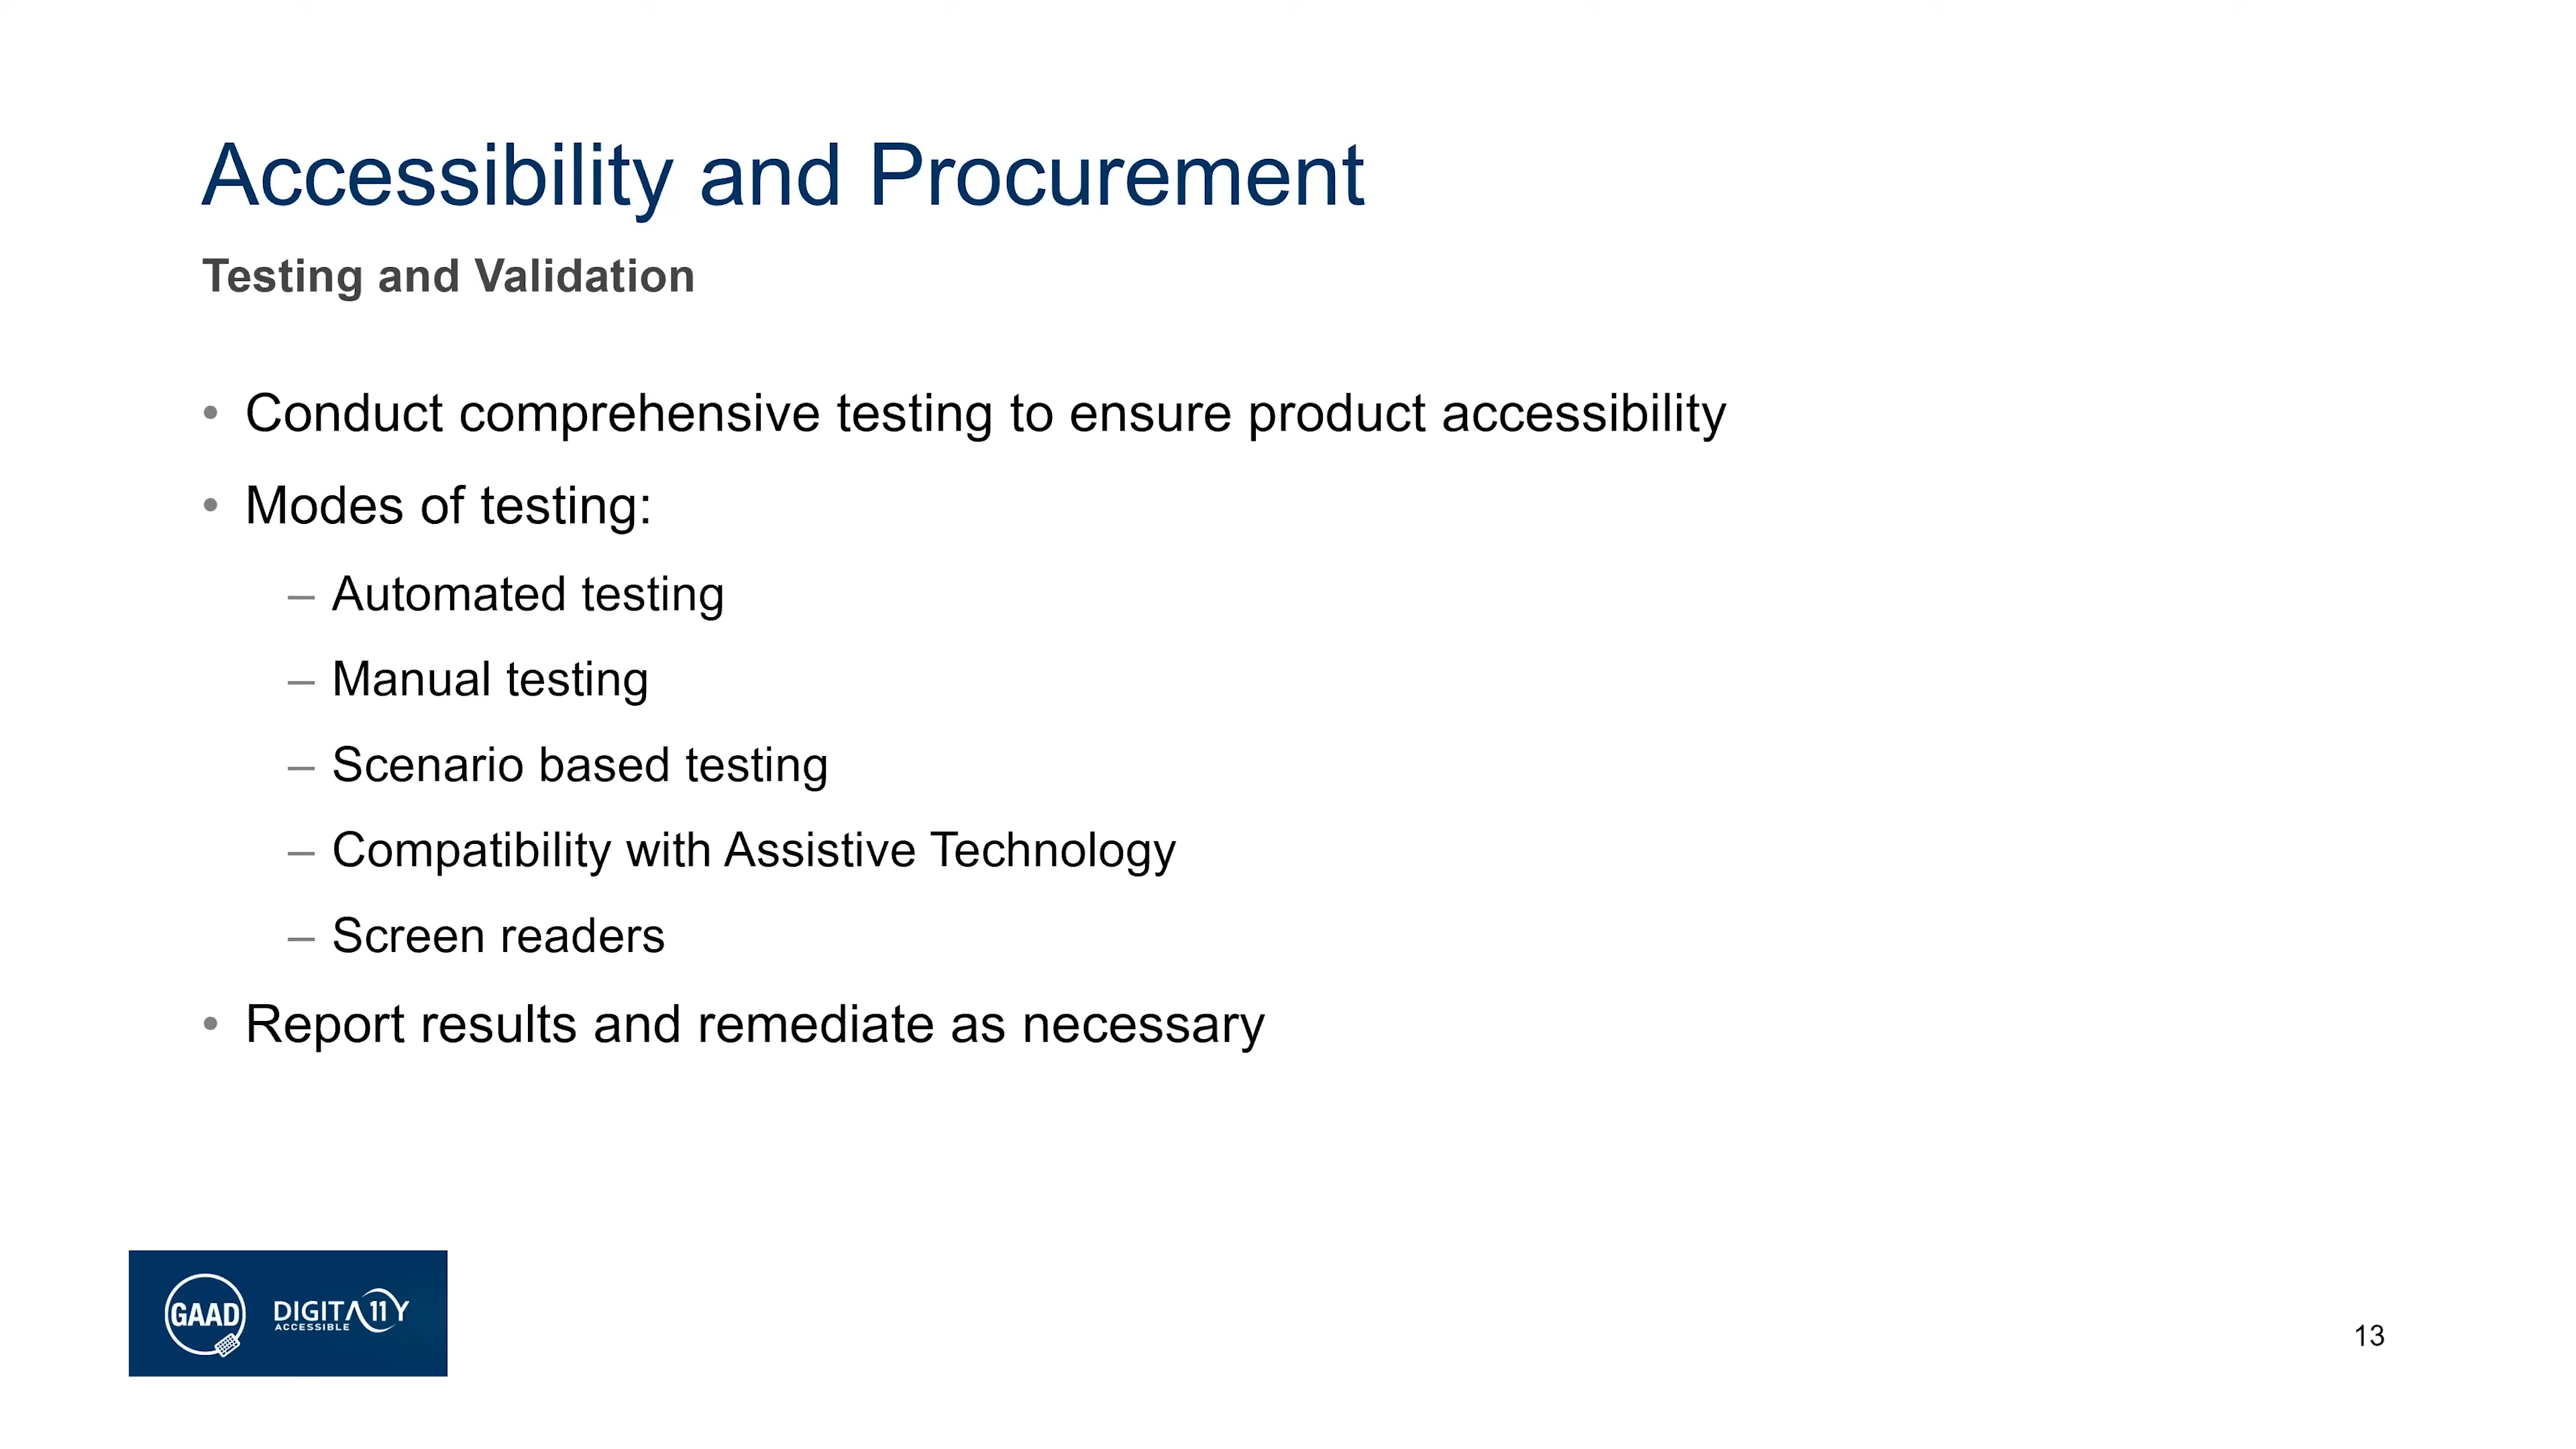 Accessibility and Procurement
Testing and Validation
• Conduct comprehensive testing to ensure product accessibility
• Modes of testing:
– Automated testing
– Manual testing
– Scenario based testing
– Compatibility with Assistive Technology
– Screen readers
• Report results and remediate as necessary
GAAD
DIGITA11Y
ACCESSIBLE
13